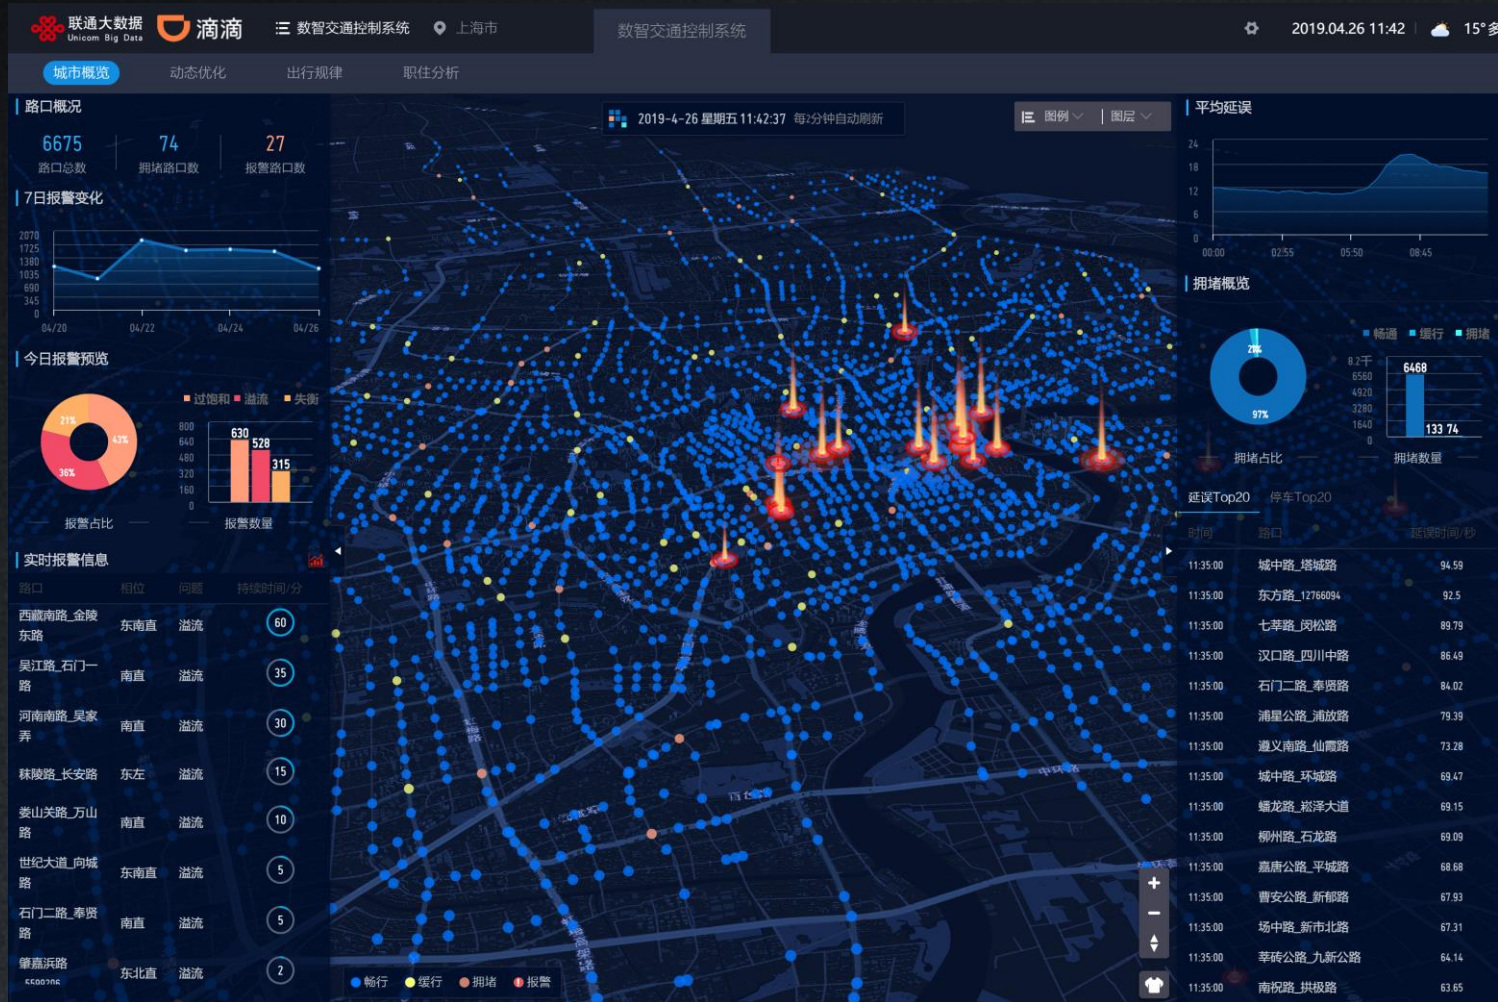 联通大数据
Unicom Big Data
滴滴
数智交通控制系统
上海市
数智交通控制系统
2019.04.26 11:42
15°多
城市概览
动态优化
出行规律
职住分析
路口概况
6675
74
27
路口总数
拥堵路口数
报警路口数
7日报警变化
2070
1725
1380
1035
690
345
0
04/20
04/22
04/24
04/26
今日报警预览
过饱和
溢流
失衡
21%
43%
36%
800
640
480
320
160
0
630
528
315
报警占比
报警数量
实时报警信息
路口 相位 问题 持续时间/分
西藏南路_金陵
东路
东南直 溢流 60
吴江路_石门一
路
南直 溢流 35
河南南路_吴家
弄
南直 溢流 30
秣陵路_长安路 东左 溢流 15
娄山关路_万山
路
南直 溢流 10
世纪大道_向城
路
东南直 溢流 5
石门二路_奉贤
路
南直 溢流 5
肇嘉浜路
_5599206
东北直 溢流 2
2019-4-26 星期五 11:42:37 每2分钟自动刷新
图例
图层
中环路
畅行
缓行
拥堵
报警
平均延误
24
18
12
6
0
00:00
02:55
05:50
08:45
拥堵概览
畅通
缓行
拥堵
97%
8.2千
6560
4920
3280
1640
0
6468
133
74
拥堵占比
拥堵数量
延误Top20
停车Top20
时间 路口 延误时间/秒
11:35:00 城中路_塔城路 94.59
11:35:00 东方路_12766094 92.5
11:35:00 七莘路_闵松路 89.79
11:35:00 汉口路_四川中路 86.49
11:35:00 石门二路_奉贤路 84.02
11:35:00 浦星公路_浦放路 79.39
11:35:00 遵义南路_仙霞路 73.28
11:35:00 城中路_环城路 69.47
11:35:00 蟠龙路_崧泽大道 69.15
11:35:00 柳州路_石龙路 69.09
11:35:00 嘉唐公路_平城路 68.68
11:35:00 曹安公路_新郁路 67.93
11:35:00 场中路_新市北路 67.31
11:35:00 莘砖公路_九新公路 64.14
11:35:00 南祝路_拱极路 63.65